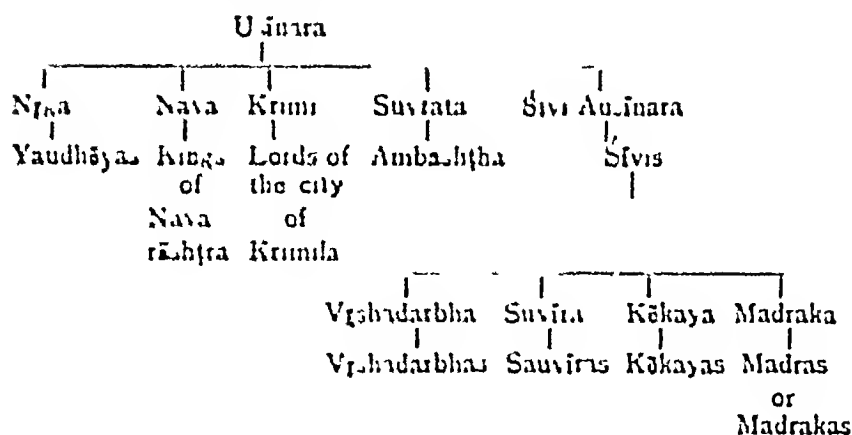 Uśīnara
Nṛga Nava Krimi Suvrata Śivi Auśīnara
Yaudhēyas Kings Lords of Ambashṭha Śivis
of the city
Nava of
rāshṭra Krimila
Vṛshadarbha Suvīra Kēkaya Madraka
Vṛshadarbhas Sauvīras Kēkayas Madras
or
Madrakas